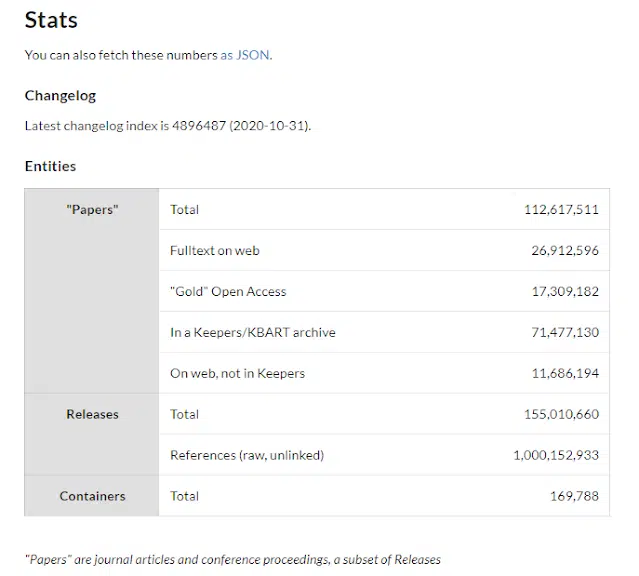 Stats
You can also fetch these numbers as JSON.
Changelog
Latest changelog index is 4896487 (2020-10-31).
Entities
"Papers" Total 112,617,511
Fulltext on web 26,912,596
"Gold" Open Access 17,309,182
In a Keepers/KBART archive 71,477,130
On web, not in Keepers 11,686,194
Releases Total 155,010,660
References (raw, unlinked) 1,000,152,933
Containers Total 169,788
"Papers" are journal articles and conference proceedings, a subset of Releases